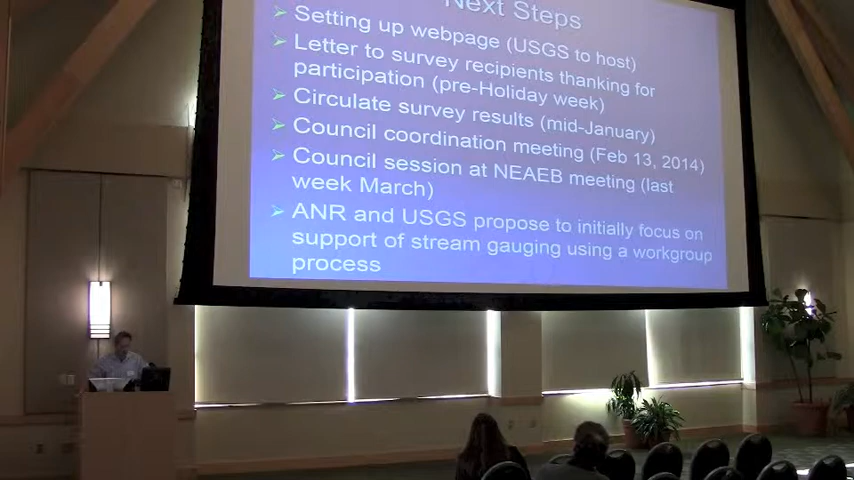 Next Steps
Setting up webpage (USGS to host)
Letter to survey recipients thanking for
participation (pre-Holiday week)
Circulate survey results (mid-January)
Council coordination meeting (Feb 13, 2014)
Council session at NEAEB meeting (last
week March)
ANR and USGS propose to initially focus on
support of stream gauging using a workgroup
process